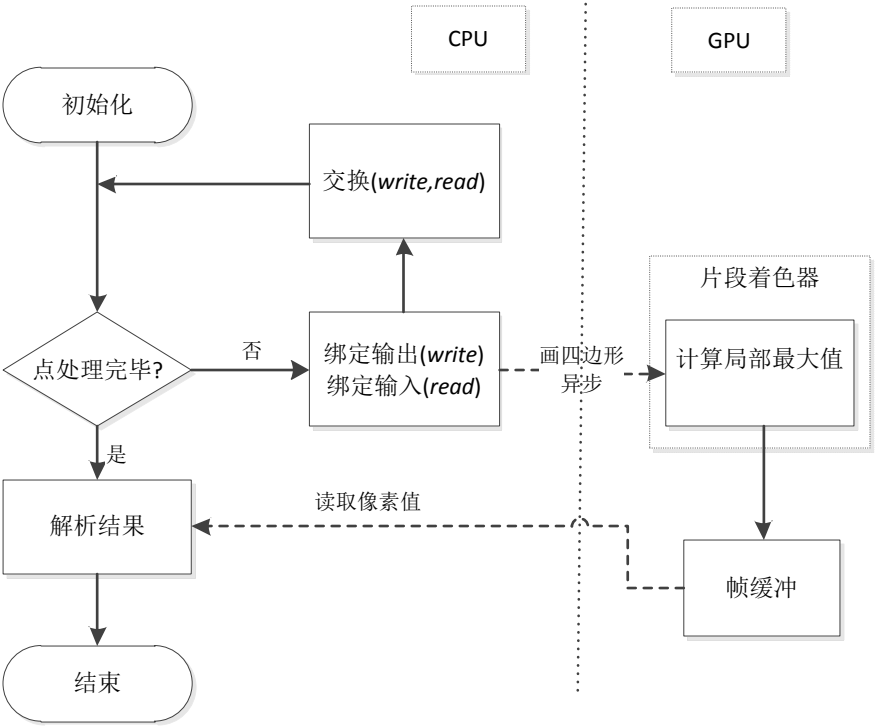 CPU
GPU
初始化
交换(write,read)
片段着色器
点处理完毕?
否
绑定输出(write)
绑定输入(read)
画四边形
异步
计算局部最大值
是
读取像素值
解析结果
帧缓冲
结束